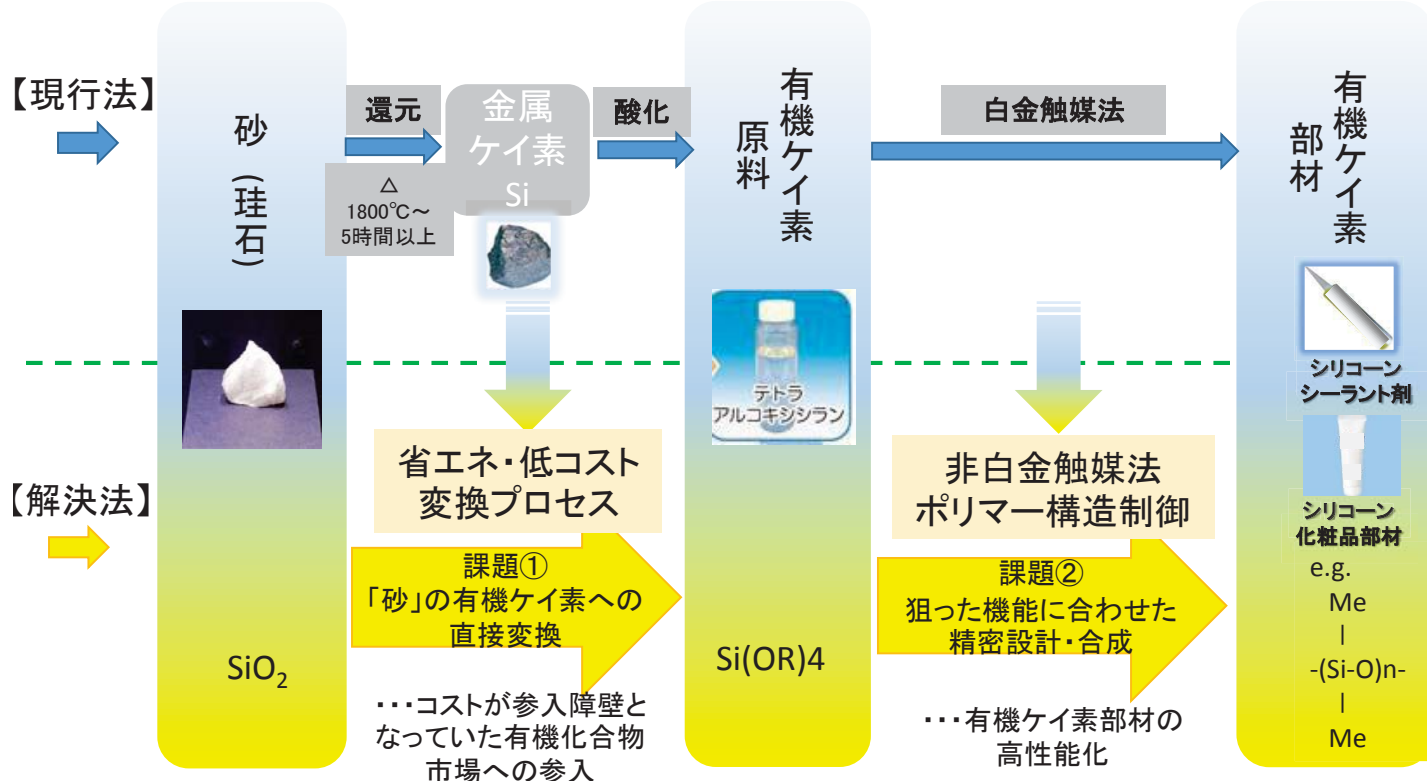 【現行法】
砂(珪石)
還元
△
1800℃～
5時間以上
金属
ケイ素
Si
酸化
有機ケイ素
原料
白金触媒法
有機ケイ素
部材
テトラ
アルコキシシラン
シリコーン
シーラント剤
シリコーン
化粧品部材
e.g.
Me
|
-(Si-O)n-
|
Me
【解決法】
SiO₂
省エネ・低コスト
変換プロセス
課題①
「砂」の有機ケイ素への
直接変換
・・・コストが参入障壁と
なっていた有機化合物
市場への参入
Si(OR)4
非白金触媒法
ポリマー構造制御
課題②
狙った機能に合わせた
精密設計・合成
・・・有機ケイ素部材の
高性能化